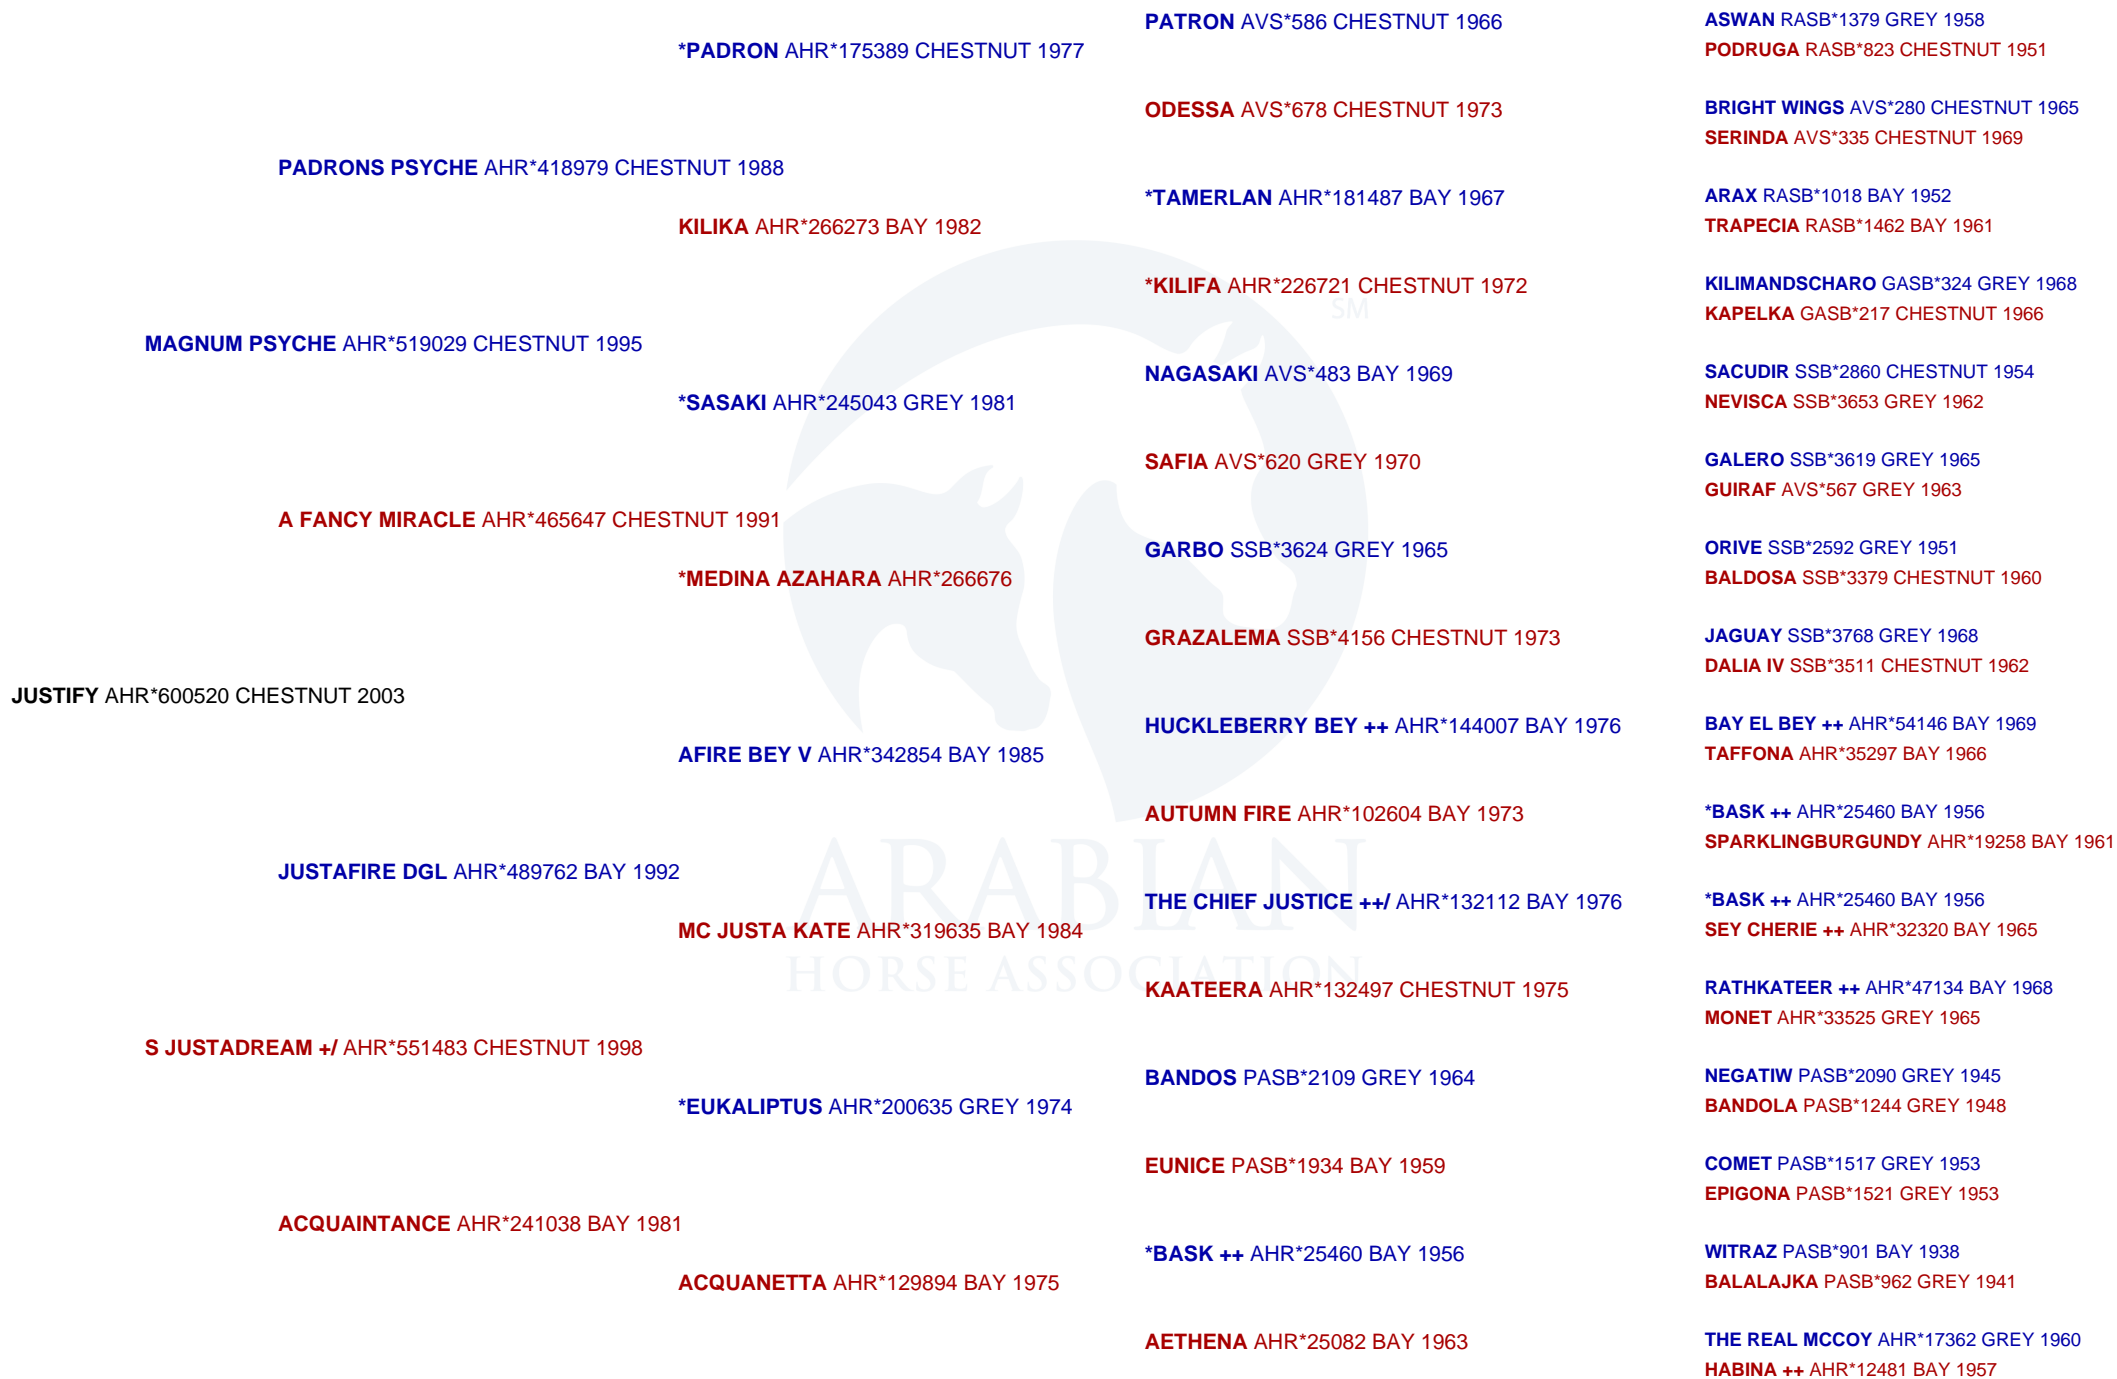 PATRON AVS*586 CHESTNUT 1966
ASWAN RASB*1379 GREY 1958
*PADRON AHR*175389 CHESTNUT 1977
PODRUGA RASB*823 CHESTNUT 1951
ODESSA AVS*678 CHESTNUT 1973
BRIGHT WINGS AVS*280 CHESTNUT 1965
SERINDA AVS*335 CHESTNUT 1969
PADRONS PSYCHE AHR*418979 CHESTNUT 1988
*TAMERLAN AHR*181487 BAY 1967
ARAX RASB*1018 BAY 1952
KILIKA AHR*266273 BAY 1982
TRAPECIA RASB*1462 BAY 1961
*KILIFA AHR*226721 CHESTNUT 1972
KILIMANDSCHARO GASB*324 GREY 1968
SM
KAPELKA GASB*217 CHESTNUT 1966
MAGNUM PSYCHE AHR*519029 CHESTNUT 1995
NAGASAKI AVS*483 BAY 1969
SACUDIR SSB*2860 CHESTNUT 1954
*SASAKI AHR*245043 GREY 1981
NEVISCA SSB*3653 GREY 1962
SAFIA AVS*620 GREY 1970
GALERO SSB*3619 GREY 1965
GUIRAF AVS*567 GREY 1963
A FANCY MIRACLE AHR*465647 CHESTNUT 1991
GARBO SSB*3624 GREY 1965
ORIVE SSB*2592 GREY 1951
*MEDINA AZAHARA AHR*266676
BALDOSA SSB*3379 CHESTNUT 1960
GRAZALEMA SSB*4156 CHESTNUT 1973
JAGUAY SSB*3768 GREY 1968
DALIA IV SSB*3511 CHESTNUT 1962
JUSTIFY AHR*600520 CHESTNUT 2003
HUCKLEBERRY BEY ++ AHR*144007 BAY 1976
BAY EL BEY ++ AHR*54146 BAY 1969
AFIRE BEY V AHR*342854 BAY 1985
TAFFONA AHR*35297 BAY 1966
AUTUMN FIRE AHR*102604 BAY 1973
*BASK ++ AHR*25460 BAY 1956
SPARKLINGBURGUNDY AHR*19258 BAY 1961
JUSTAFIRE DGL AHR*489762 BAY 1992
ARABIAN
THE CHIEF JUSTICE ++/ AHR*132112 BAY 1976
*BASK ++ AHR*25460 BAY 1956
MC JUSTA KATE AHR*319635 BAY 1984
SEY CHERIE ++ AHR*32320 BAY 1965
HORSE ASSOCIATION
KAATEERA AHR*132497 CHESTNUT 1975
RATHKATEER ++ AHR*47134 BAY 1968
MONET AHR*33525 GREY 1965
S JUSTADREAM +/ AHR*551483 CHESTNUT 1998
BANDOS PASB*2109 GREY 1964
NEGATIW PASB*2090 GREY 1945
*EUKALIPTUS AHR*200635 GREY 1974
BANDOLA PASB*1244 GREY 1948
EUNICE PASB*1934 BAY 1959
COMET PASB*1517 GREY 1953
EPIGONA PASB*1521 GREY 1953
ACQUAINTANCE AHR*241038 BAY 1981
*BASK ++ AHR*25460 BAY 1956
WITRAZ PASB*901 BAY 1938
ACQUANETTA AHR*129894 BAY 1975
BALALAJKA PASB*962 GREY 1941
AETHENA AHR*25082 BAY 1963
THE REAL MCCOY AHR*17362 GREY 1960
HABINA ++ AHR*12481 BAY 1957